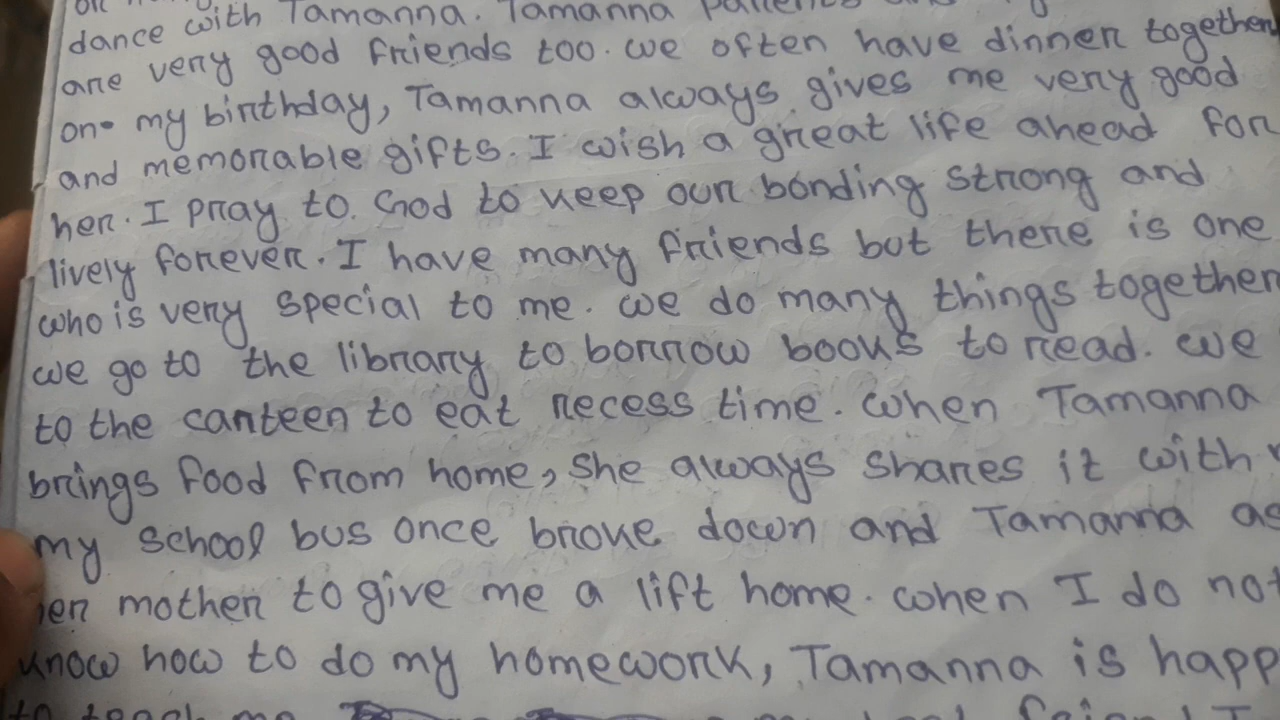 dance with Tamanna. Tamanna
are very good friends too. we often have dinner together
on my birthday, Tamanna always gives me very good
and memorable gifts. I wish a great life ahead for
her. I pray to God to keep our bonding strong and
lively forever. I have many friends but there is one
who is very special to me. we do many things together
we go to the library to borrow books to read. we
to the canteen to eat recess time. when Tamanna
brings food from home, she always shares it with
my school bus once broke down and Tamanna as
her mother to give me a lift home. when I do not
know how to do my homework, Tamanna is happ
to teach me